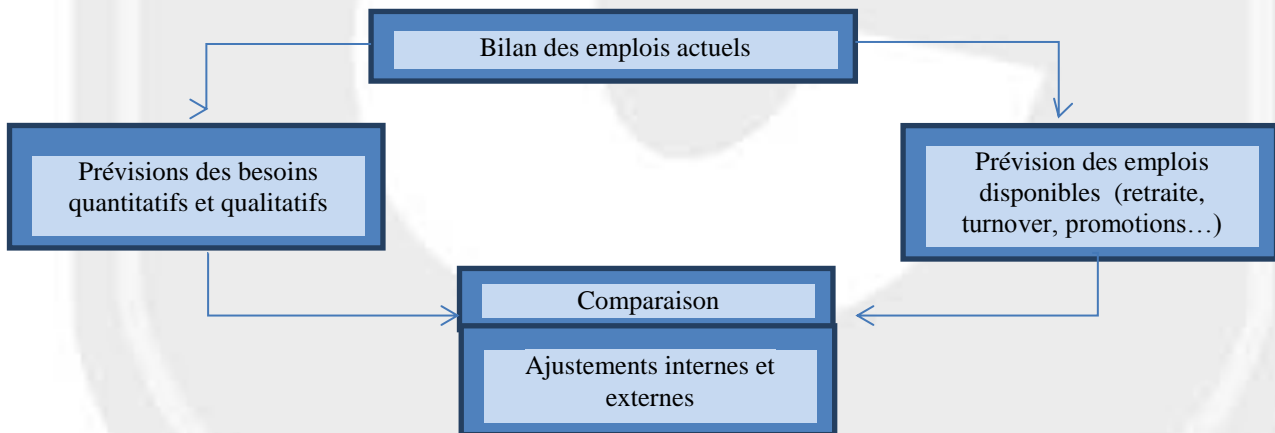 Bilan des emplois actuels
Prévisions des besoins
quantitatifs et qualitatifs
Prévision des emplois
disponibles  (retraite,
turnover, promotions…)
Comparaison
Ajustements internes et
externes